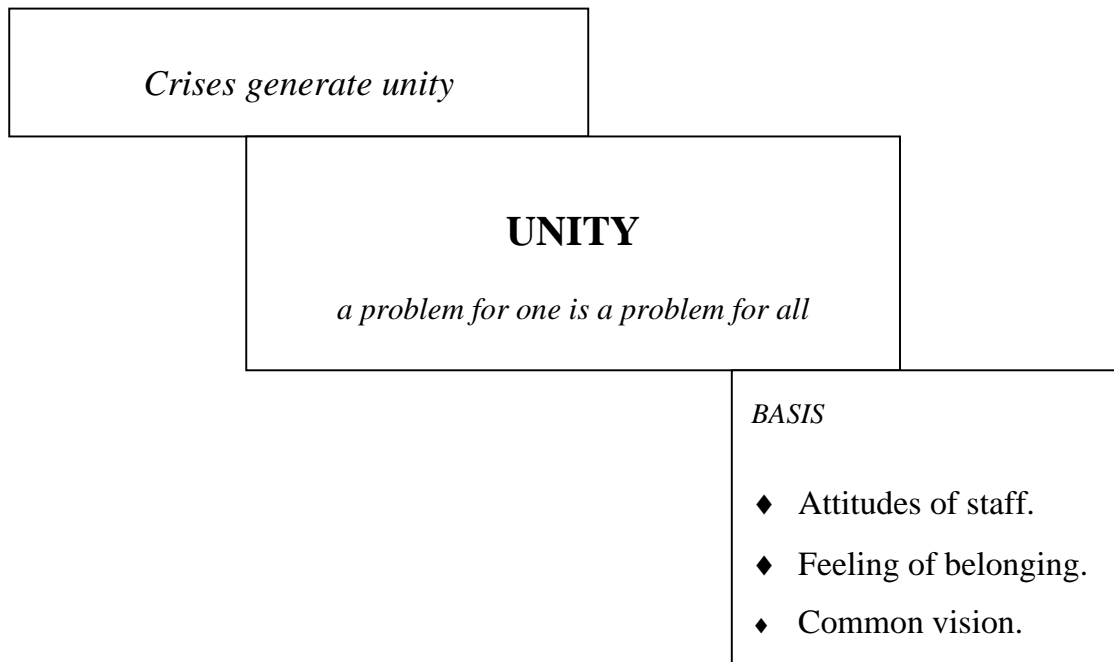 Crises generate unity
UNITY
a problem for one is a problem for all
BASIS
♦ Attitudes of staff.
♦ Feeling of belonging.
♦ Common vision.